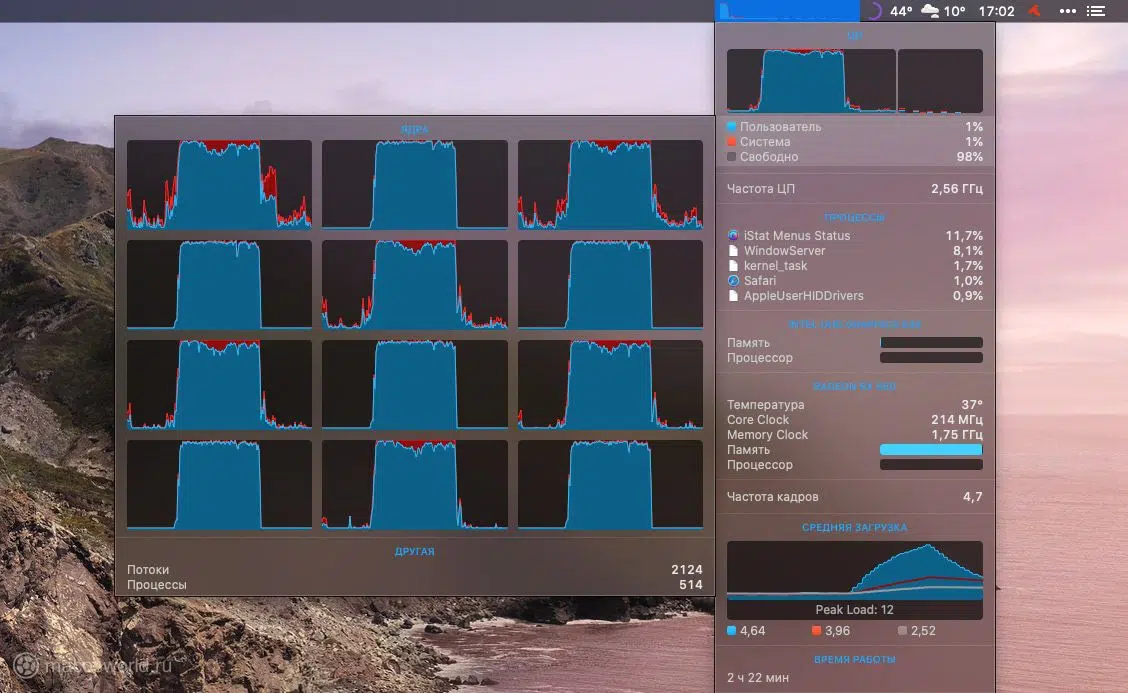 44° 10° 17:02
ЦП
Пользователь 1%
Система 1%
Свободно 98%
Частота ЦП 2,56 ГГц
ПРОЦЕССЫ
iStat Menus Status 11,7%
WindowServer 8,1%
kernel_task 1,7%
Safari 1,0%
AppleUserHIDDrivers 0,9%
Память
Процессор
Температура 37°
Core Clock 214 МГц
Memory Clock 1,75 ГГц
Память
Процессор
Частота кадров 4,7
СРЕДНЯЯ ЗАГРУЗКА
Peak Load: 12
4,64 3,96 2,52
ВРЕМЯ РАБОТЫ
2 ч 22 мин
ЯДРА
ДРУГАЯ
Потоки 2124
Процессы 514